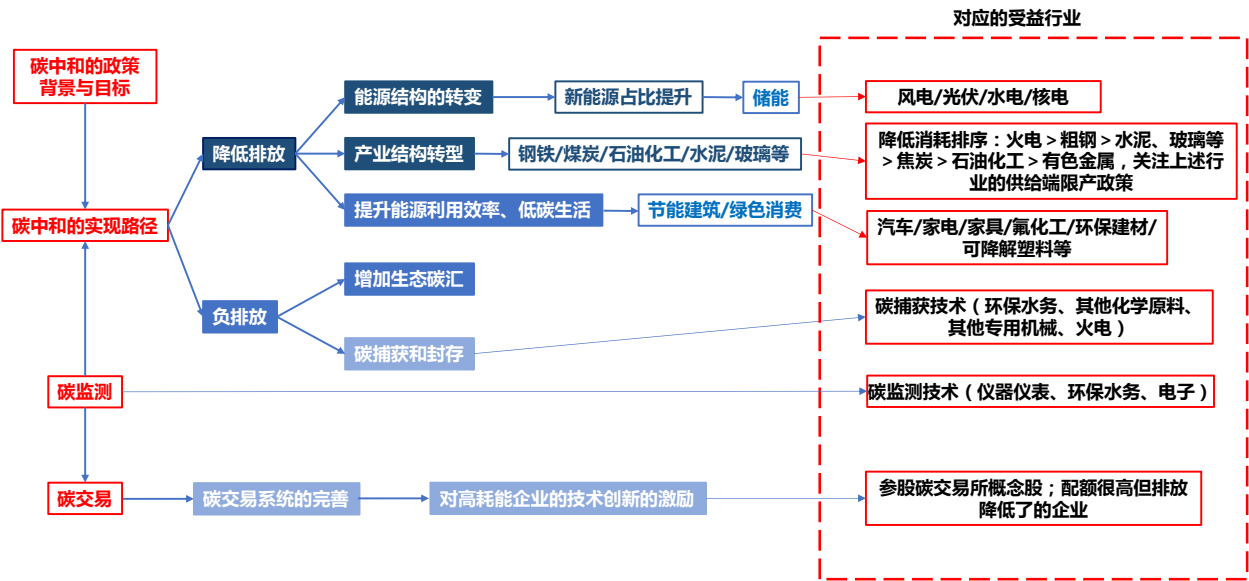 对应的受益行业
碳中和的政策
背景与目标
能源结构的转变
新能源占比提升
储能
风电/光伏/水电/核电
降低排放
产业结构转型
钢铁/煤炭/石油化工/水泥/玻璃等
降低消耗排序：火电＞粗钢＞水泥、玻璃等
＞焦炭＞石油化工＞有色金属，关注上述行
业的供给端限产政策
碳中和的实现路径
提升能源利用效率、低碳生活
节能建筑/绿色消费
汽车/家电/家具/氟化工/环保建材/
可降解塑料等
增加生态碳汇
负排放
碳捕获和封存
碳捕获技术（环保水务、其他化学原料、
其他专用机械、火电）
碳监测
碳监测技术（仪器仪表、环保水务、电子）
碳交易
碳交易系统的完善
对高耗能企业的技术创新的激励
参股碳交易所概念股；配额很高但排放
降低了的企业